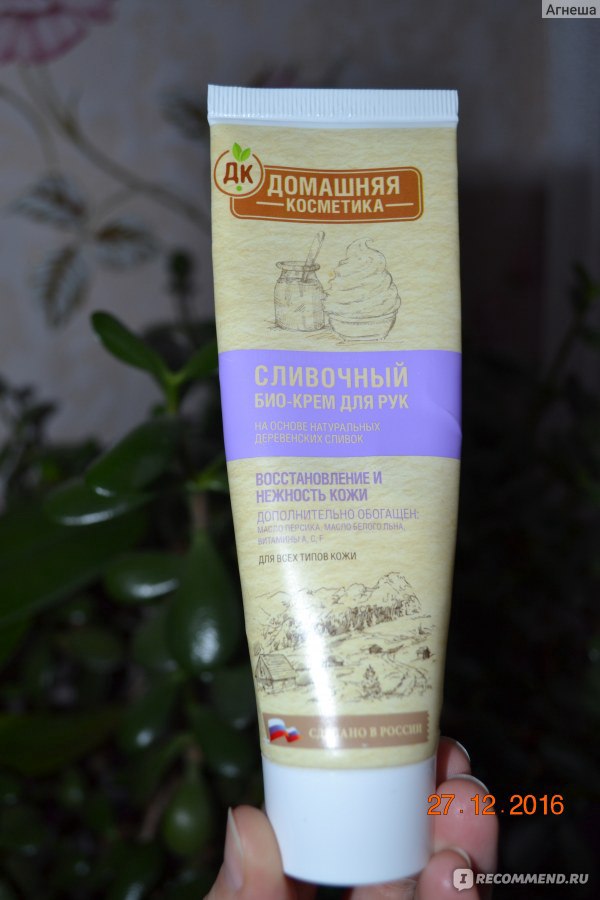 Агнеша
ДК
ДОМАШНЯЯ
КОСМЕТИКА
СЛИВОЧНЫЙ
БИО-КРЕМ ДЛЯ РУК
НА ОСНОВЕ НАТУРАЛЬНЫХ
ДЕРЕВЕНСКИХ СЛИВОК
ВОССТАНОВЛЕНИЕ И
НЕЖНОСТЬ КОЖИ
ДОПОЛНИТЕЛЬНО ОБОГАЩЕН:
МАСЛО ПЕРСИКА, МАСЛО БЕЛОГО ЛЬНА,
ВИТАМИНЫ A, C, F
ДЛЯ ВСЕХ ТИПОВ КОЖИ
СДЕЛАНО В РОССИИ
27.12.2016
IRECOMMEND.RU